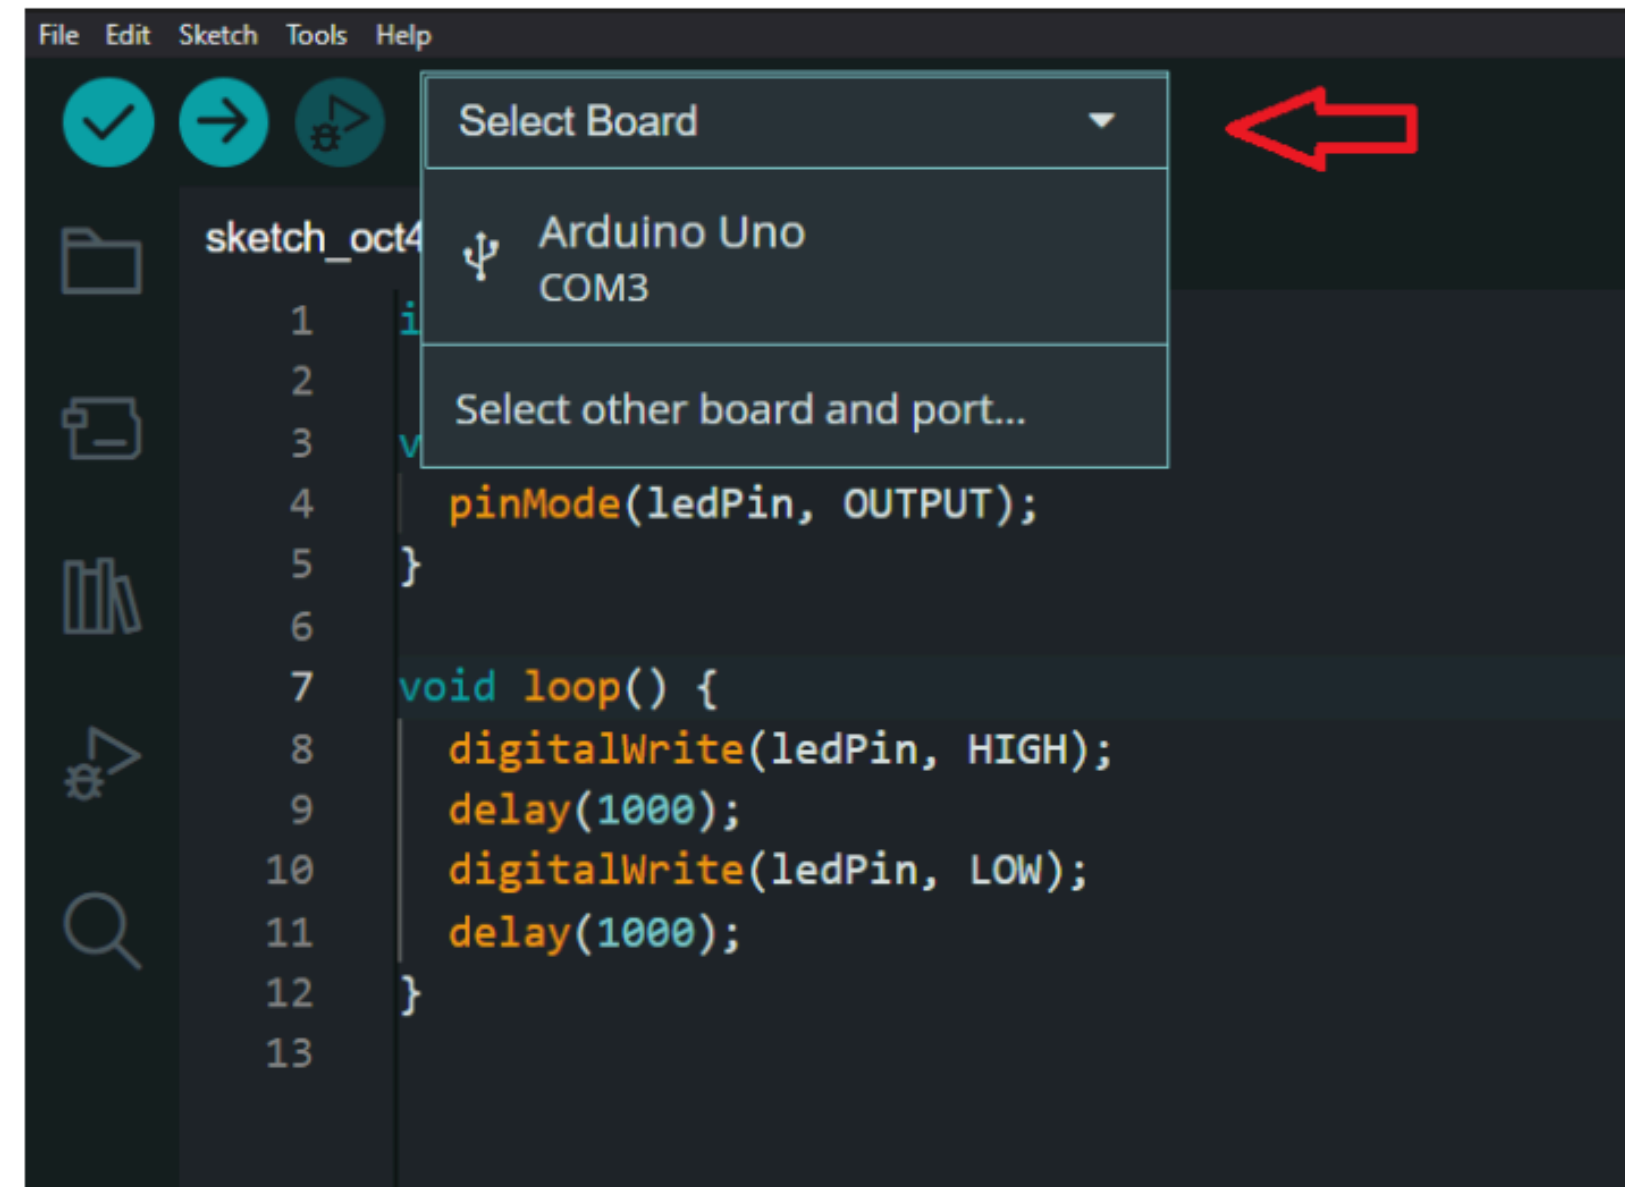 File Edit Sketch Tools Help
Select Board
sketch_oct4
Arduino Uno
COM3
Select other board and port...
1 i
2
3 v
4 pinMode(ledPin, OUTPUT);
5 }
6
7 void loop() {
8 digitalWrite(ledPin, HIGH);
9 delay(1000);
10 digitalWrite(ledPin, LOW);
11 delay(1000);
12 }
13